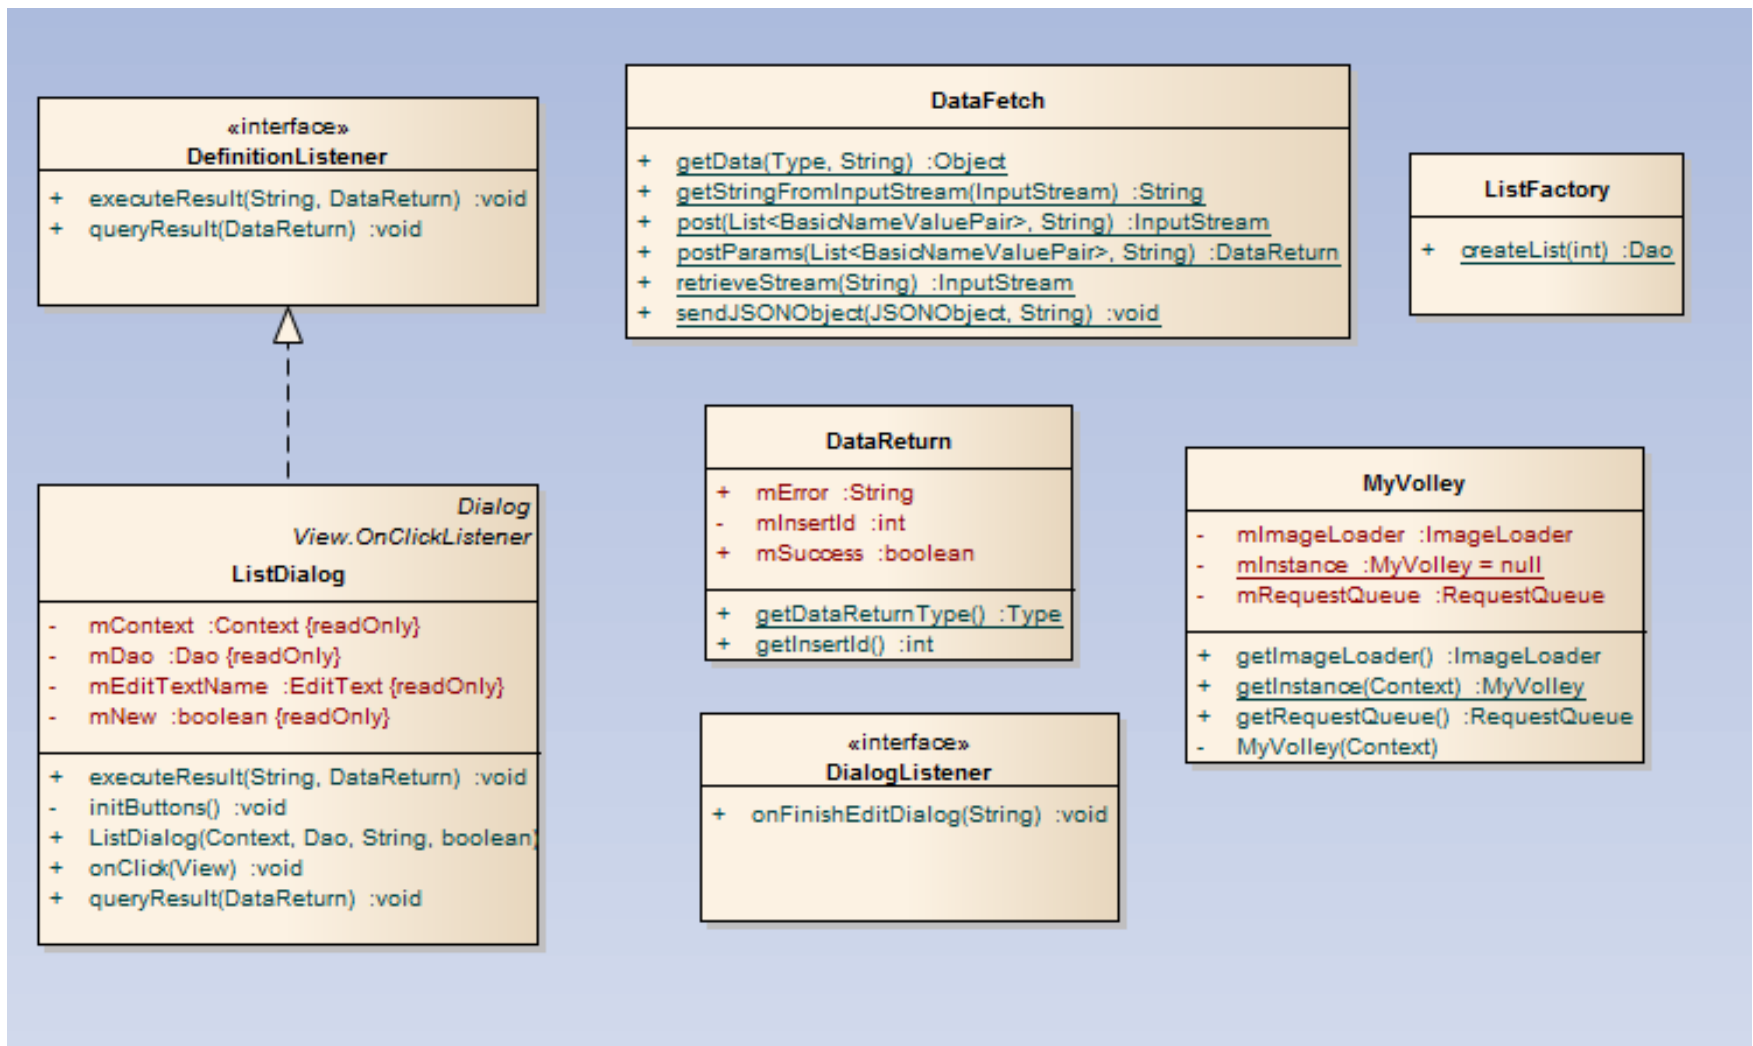 «interface»
DefinitionListener
+ executeResult(String, DataReturn) :void
+ queryResult(DataReturn) :void
DataFetch
+ getData(Type, String) :Object
+ getStringFromInputStream(InputStream) :String
+ post(List<BasicNameValuePair>, String) :InputStream
+ postParams(List<BasicNameValuePair>, String) :DataReturn
+ retrieveStream(String) :InputStream
+ sendJSONObject(JSONObject, String) :void
ListFactory
+ createList(int) :Dao
Dialog
View.OnClickListener
ListDialog
- mContext :Context {readOnly}
- mDao :Dao {readOnly}
- mEditTextName :EditText {readOnly}
- mNew :boolean {readOnly}
+ executeResult(String, DataReturn) :void
- initButtons() :void
+ ListDialog(Context, Dao, String, boolean)
+ onClick(View) :void
+ queryResult(DataReturn) :void
DataReturn
+ mError :String
- mInsertId :int
+ mSuccess :boolean
+ getDataReturnType() :Type
+ getInsertId() :int
MyVolley
- mImageLoader :ImageLoader
- mInstance :MyVolley = null
- mRequestQueue :RequestQueue
+ getImageLoader() :ImageLoader
+ getInstance(Context) :MyVolley
+ getRequestQueue() :RequestQueue
- MyVolley(Context)
«interface»
DialogListener
+ onFinishEditDialog(String) :void